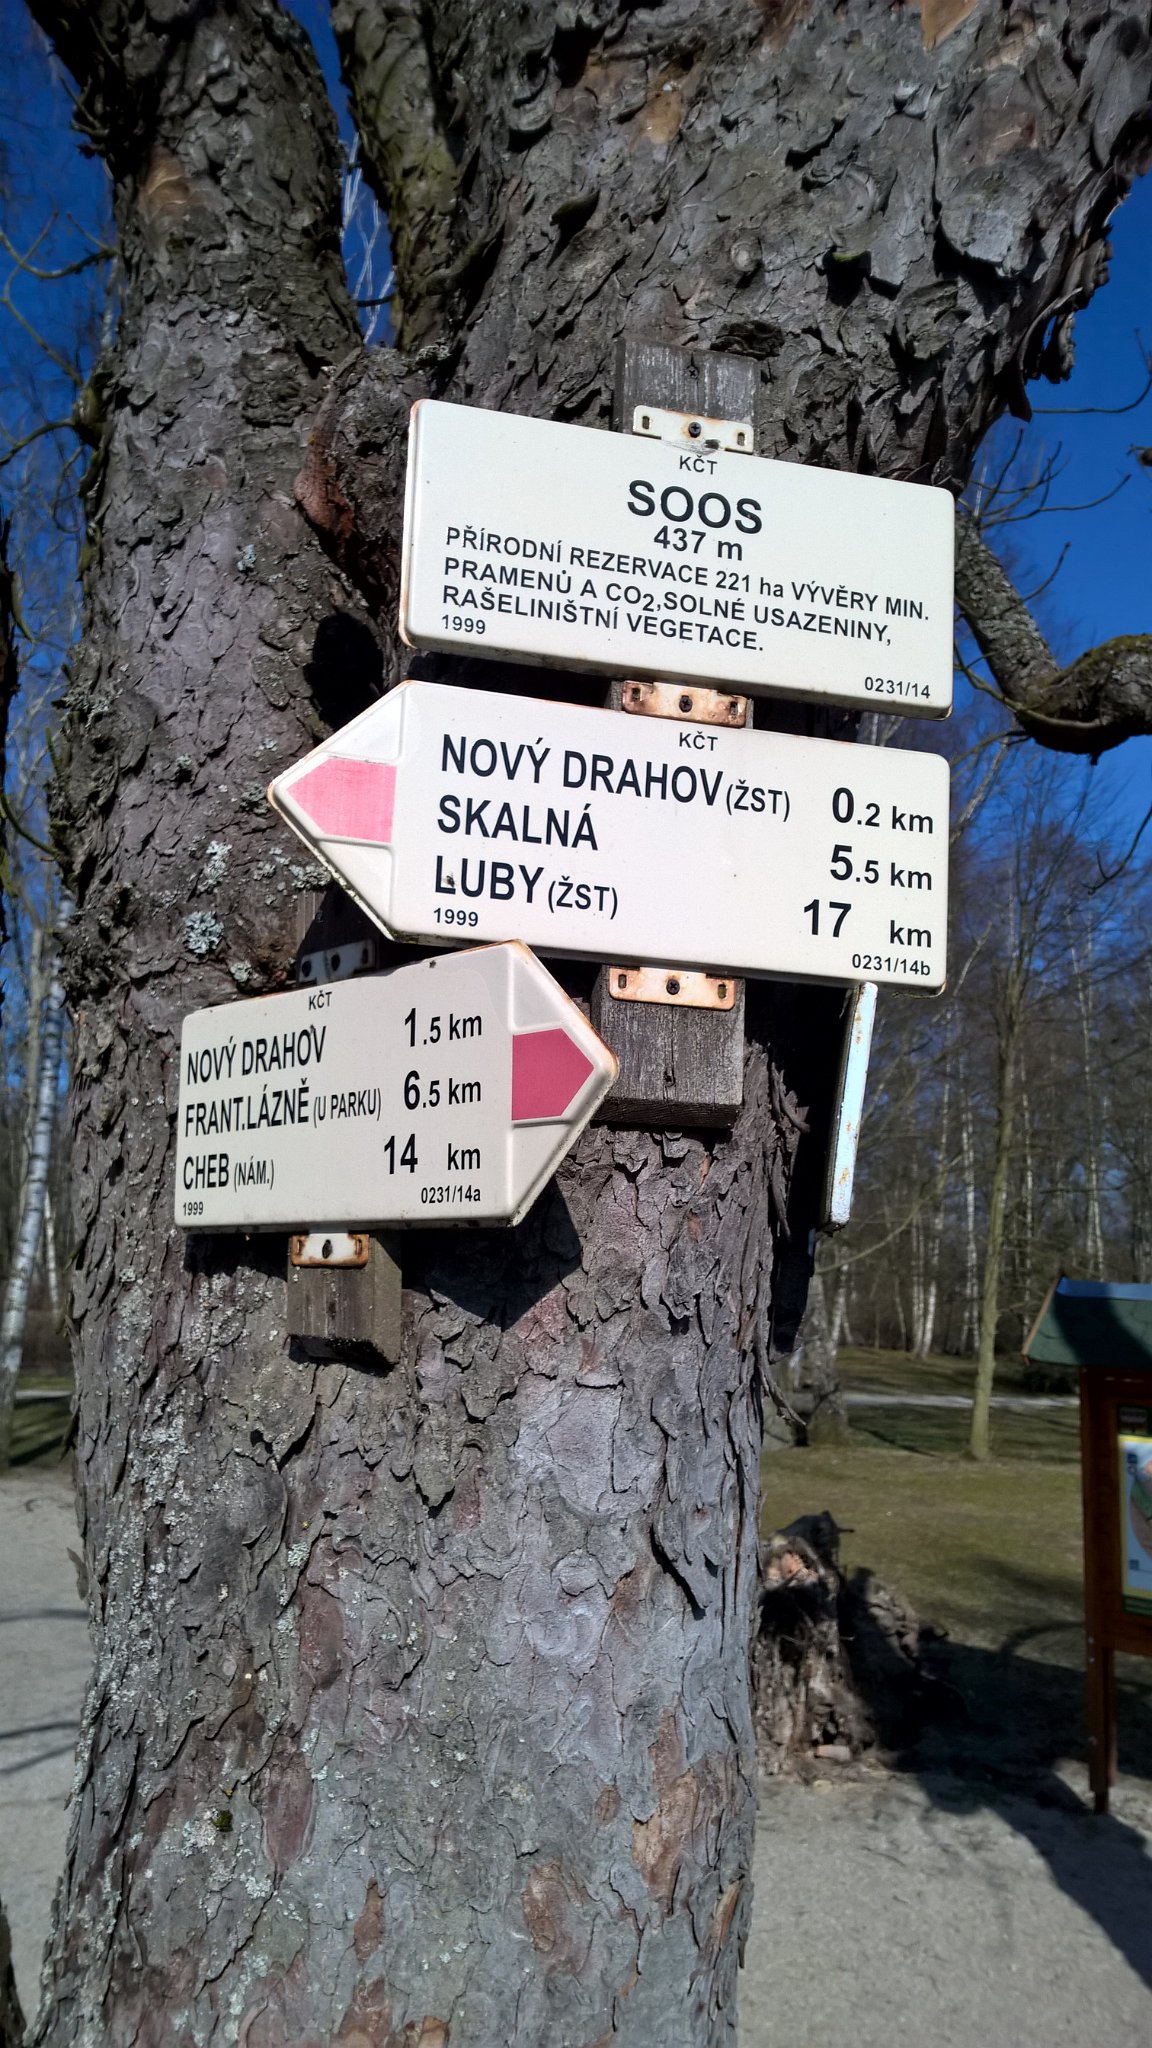 KČT
SOOS
437 m
PŘÍRODNÍ REZERVACE 221 ha VÝVĚRY MIN.
PRAMENŮ A CO2,SOLNÉ USAZENINY,
RAŠELINIŠTNÍ VEGETACE.
1999
0231/14
KČT
NOVÝ DRAHOV (ŽST) 0.2 km
SKALNÁ 5.5 km
LUBY (ŽST) 17 km
1999
0231/14b
KČT
NOVÝ DRAHOV 1.5 km
FRANT.LÁZNĚ (U PARKU) 6.5 km
CHEB (NÁM.) 14 km
1999
0231/14a